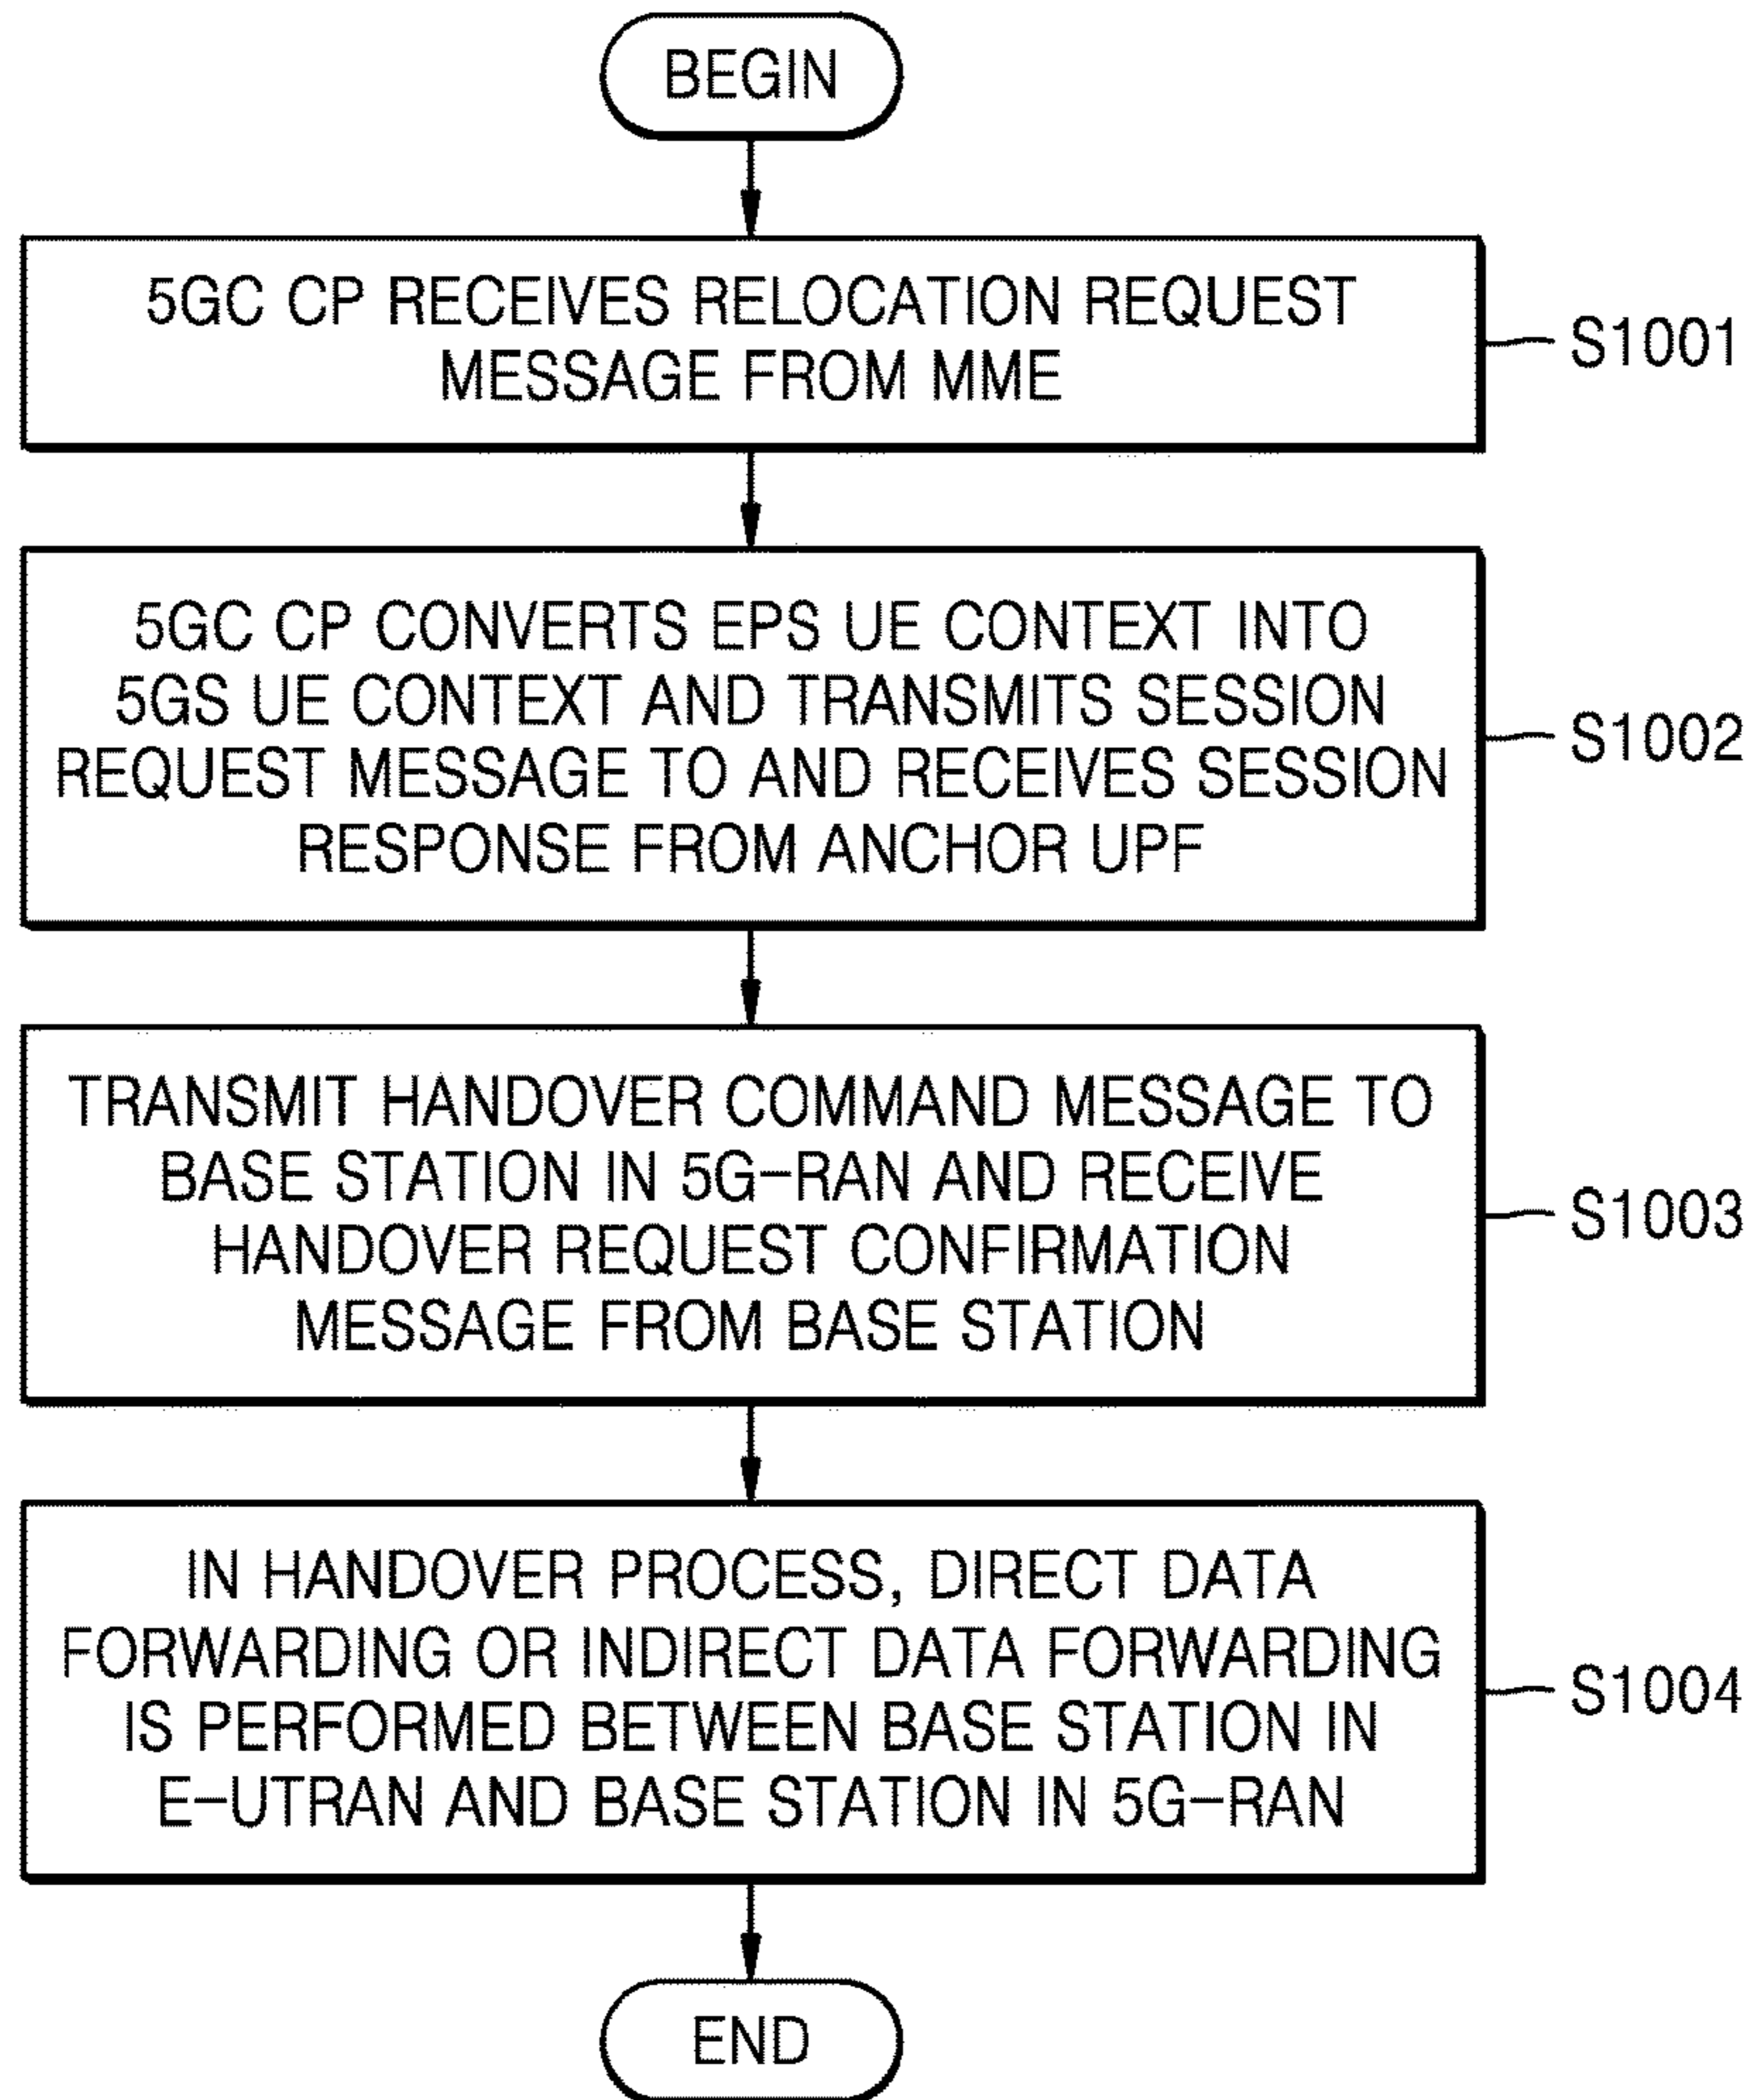 BEGIN
5GC CP RECEIVES RELOCATION REQUEST
MESSAGE FROM MME
S1001
5GC CP CONVERTS EPS UE CONTEXT INTO
5GS UE CONTEXT AND TRANSMITS SESSION
REQUEST MESSAGE TO AND RECEIVES SESSION
RESPONSE FROM ANCHOR UPF
S1002
TRANSMIT HANDOVER COMMAND MESSAGE TO
BASE STATION IN 5G-RAN AND RECEIVE
HANDOVER REQUEST CONFIRMATION
MESSAGE FROM BASE STATION
S1003
IN HANDOVER PROCESS, DIRECT DATA
FORWARDING OR INDIRECT DATA FORWARDING
IS PERFORMED BETWEEN BASE STATION IN
E-UTRAN AND BASE STATION IN 5G-RAN
S1004
END